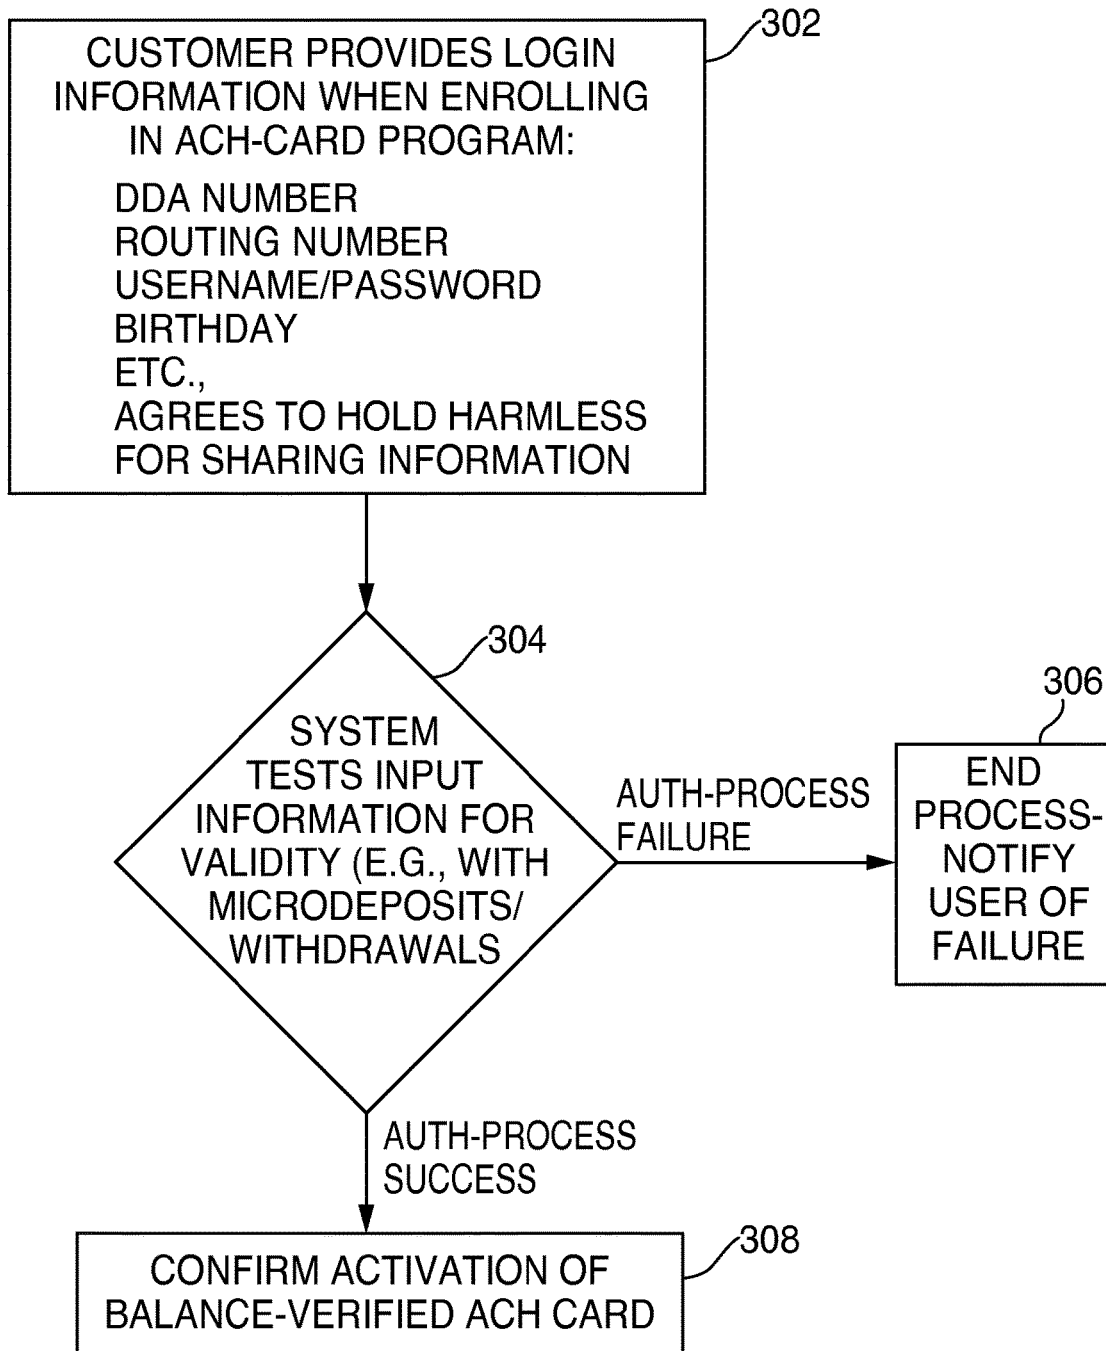 302
CUSTOMER PROVIDES LOGIN
INFORMATION WHEN ENROLLING
IN ACH-CARD PROGRAM:
DDA NUMBER
ROUTING NUMBER
USERNAME/PASSWORD
BIRTHDAY
ETC.,
AGREES TO HOLD HARMLESS
FOR SHARING INFORMATION
304
SYSTEM
TESTS INPUT
INFORMATION FOR
VALIDITY (E.G., WITH
MICRODEPOSITS/
WITHDRAWALS
AUTH-PROCESS
FAILURE
306
END
PROCESS-
NOTIFY
USER OF
FAILURE
AUTH-PROCESS
SUCCESS
308
CONFIRM ACTIVATION OF
BALANCE-VERIFIED ACH CARD